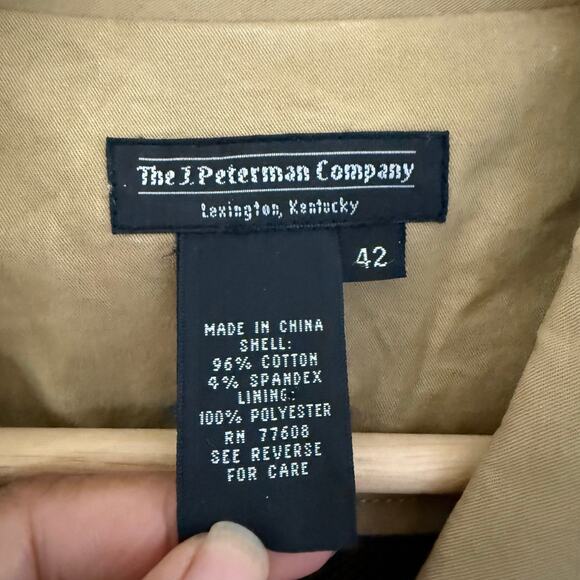 The J. Peterman Company
Lexington, Kentucky
42
MADE IN CHINA
SHELL:
96% COTTON
4% SPANDEX
LINING:
100% POLYESTER
RN 77608
SEE REVERSE
FOR CARE